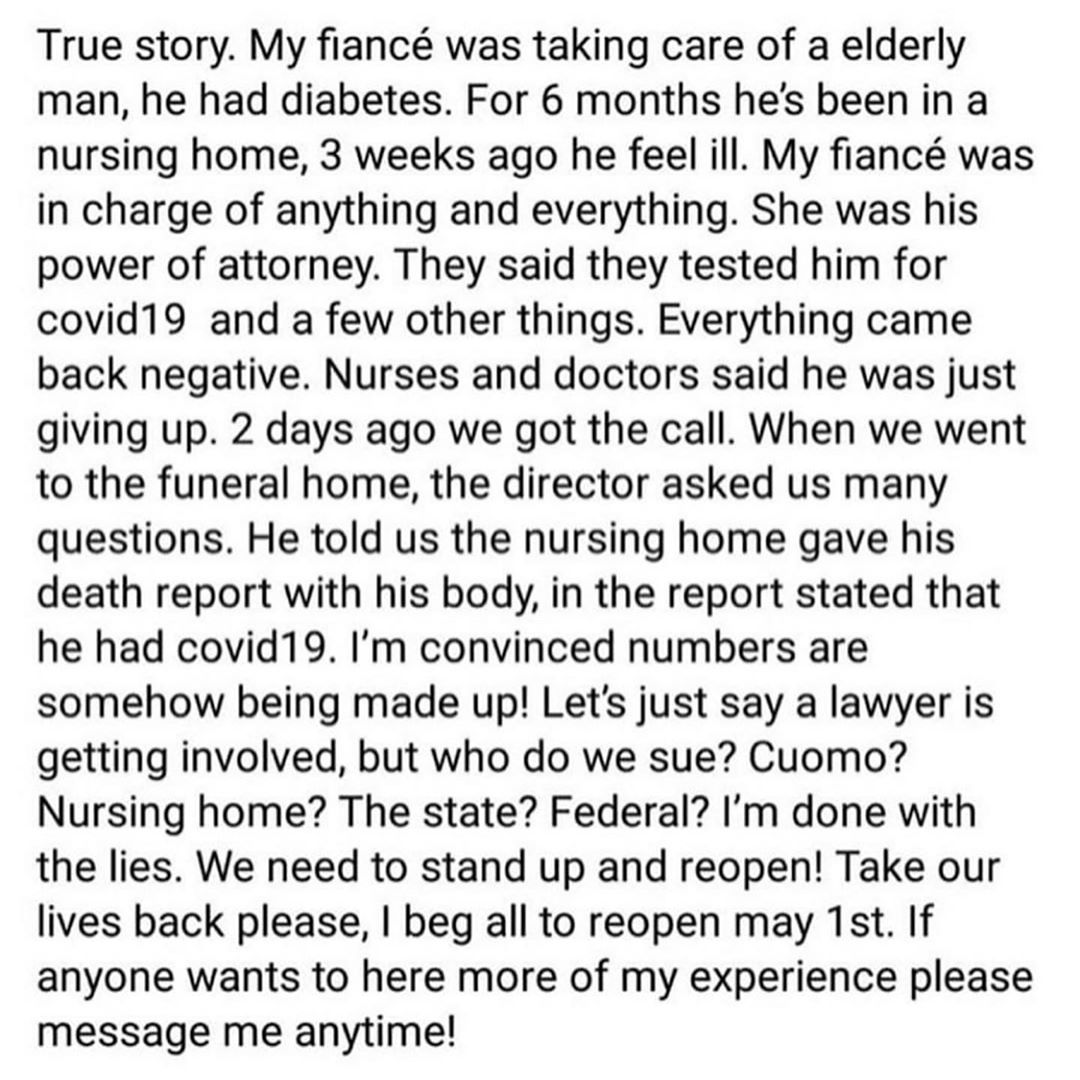 True story. My fiancé was taking care of a elderly
man, he had diabetes. For 6 months he's been in a
nursing home, 3 weeks ago he feel ill. My fiancé was
in charge of anything and everything. She was his
power of attorney. They said they tested him for
covid19  and a few other things. Everything came
back negative. Nurses and doctors said he was just
giving up. 2 days ago we got the call. When we went
to the funeral home, the director asked us many
questions. He told us the nursing home gave his
death report with his body, in the report stated that
he had covid19. I'm convinced numbers are
somehow being made up! Let's just say a lawyer is
getting involved, but who do we sue? Cuomo?
Nursing home? The state? Federal? I'm done with
the lies. We need to stand up and reopen! Take our
lives back please, I beg all to reopen may 1st. If
anyone wants to here more of my experience please
message me anytime!